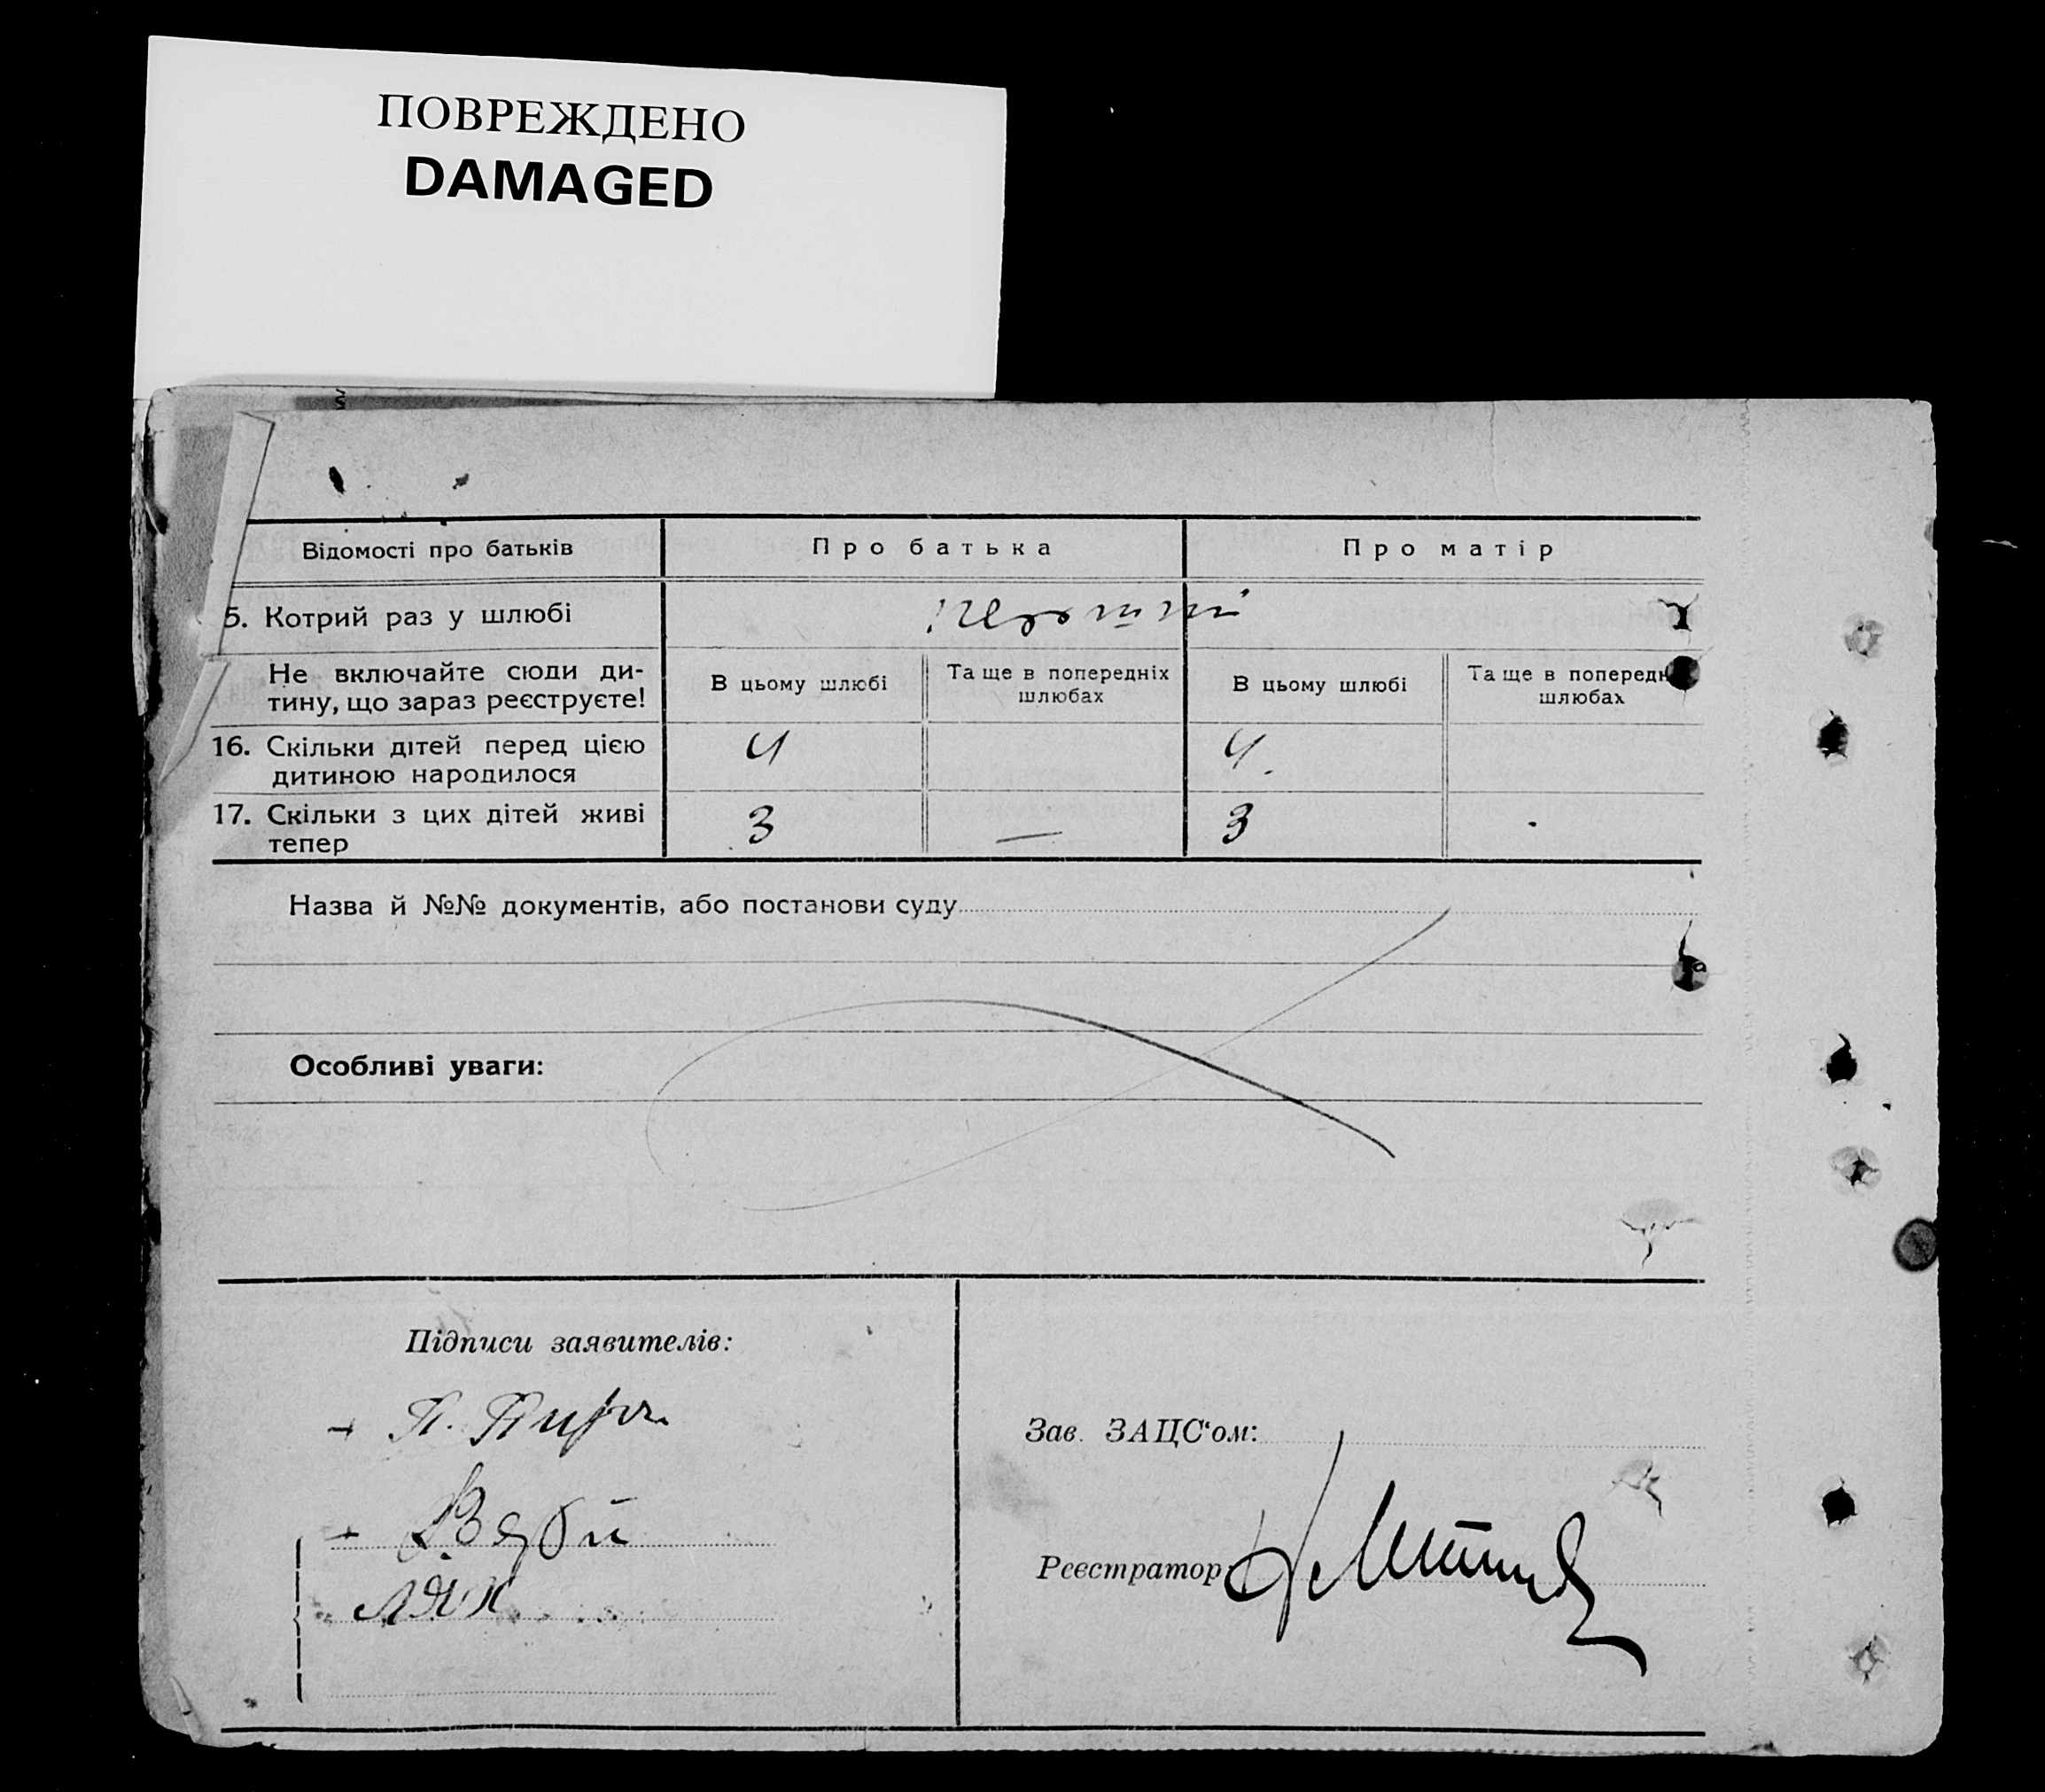 ПОВРЕЖДЕНО
DAMAGED
Відомості про батьків
Про батька
Про матір
5. Котрий раз у шлюбі
Не включайте сюди ди-
тину, що зараз реєструєте!
В цьому шлюбі
Та ще в попередніх
шлюбах
В цьому шлюбі
Та ще в попередн
шлюбах
16. Скільки дітей перед цією
дитиною народилося
4
4.
17. Скільки з цих дітей живі
тепер
3
—
3
Назва й №№ документів, або постанови суду
Особливі уваги:
Підписи заявителів:
Зав. ЗАЦС'ом:
Реєстратор